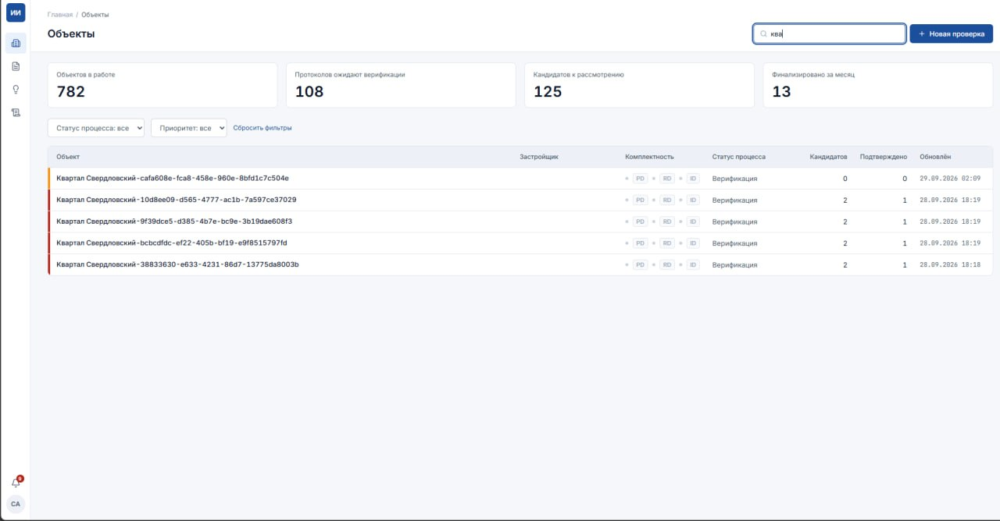 ИИ
Главная / Объекты
Объекты
ква
+ Новая проверка
Объектов в работе
782
Протоколов ожидают верификации
108
Кандидатов к рассмотрению
125
Финализировано за месяц
13
Статус процесса: все
Приоритет: все
Сбросить фильтры
Объект Застройщик Комплектность Статус процесса Кандидатов Подтверждено Обновлён
Квартал Свердловский-cafa608e-fca8-458e-960e-8bfd1c7c504e PD RD ID Верификация 0 0 29.09.2026 02:09
Квартал Свердловский-10d8ee09-d565-4777-ac1b-7a597ce37029 PD RD ID Верификация 2 1 28.09.2026 18:19
Квартал Свердловский-9f39dce5-d385-4b7e-bc9e-3b19dae608f3 PD RD ID Верификация 2 1 28.09.2026 18:19
Квартал Свердловский-bcbcdfdc-ef22-405b-bf19-e9f8515797fd PD RD ID Верификация 2 1 28.09.2026 18:19
Квартал Свердловский-38833630-e633-4231-86d7-13775da8003b PD RD ID Верификация 2 1 28.09.2026 18:18
CA